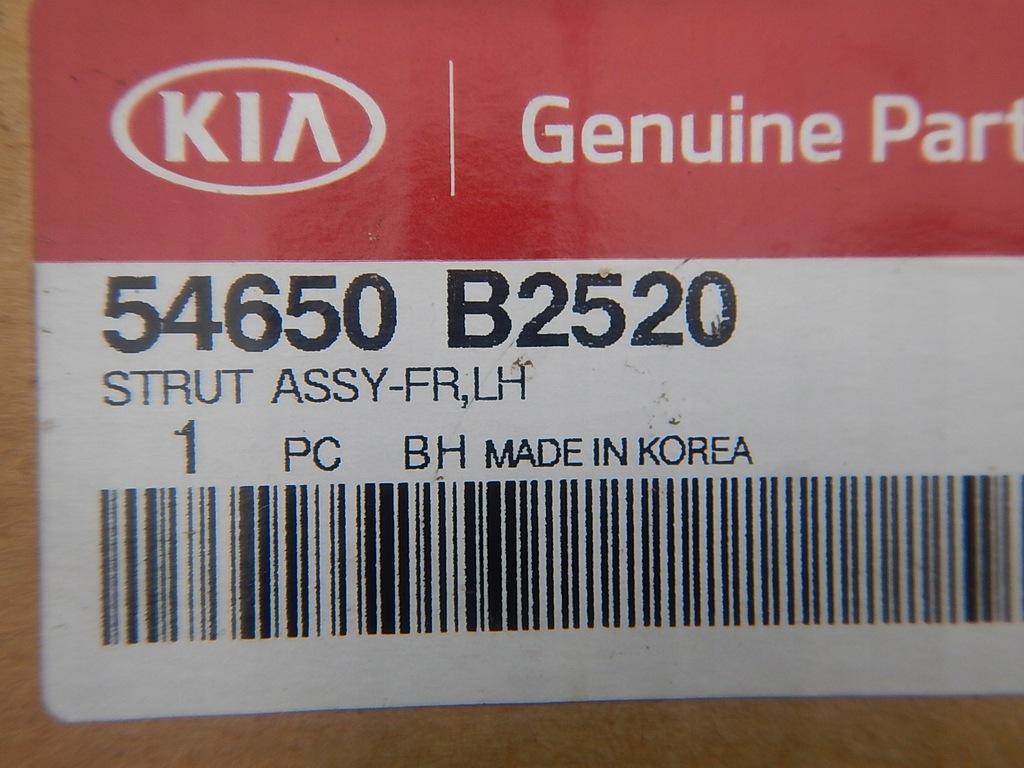 KIA Genuine Part
54650 B2520
STRUT ASSY-FR,LH
1 PC BH MADE IN KOREA